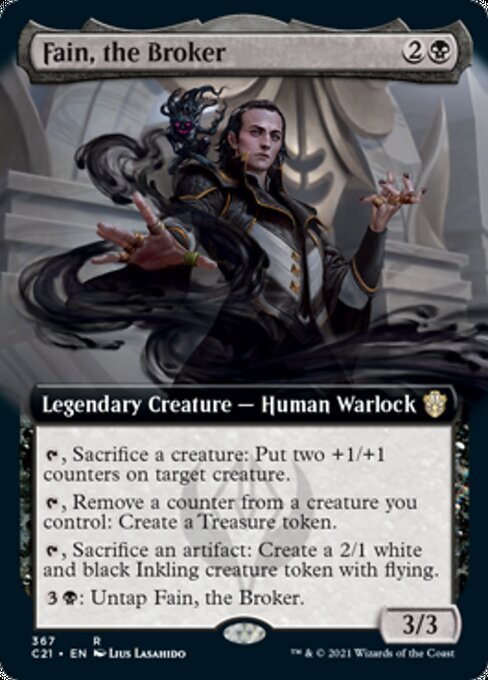 Fain, the Broker 2
Legendary Creature — Human Warlock
, Sacrifice a creature: Put two +1/+1
counters on target creature.
, Remove a counter from a creature you
control: Create a Treasure token.
, Sacrifice an artifact: Create a 2/1 white
and black Inkling creature token with flying.
3: Untap Fain, the Broker.
3/3
367 R
C21 • EN Lius Lasahido
™ & © 2021 Wizards of the Coast